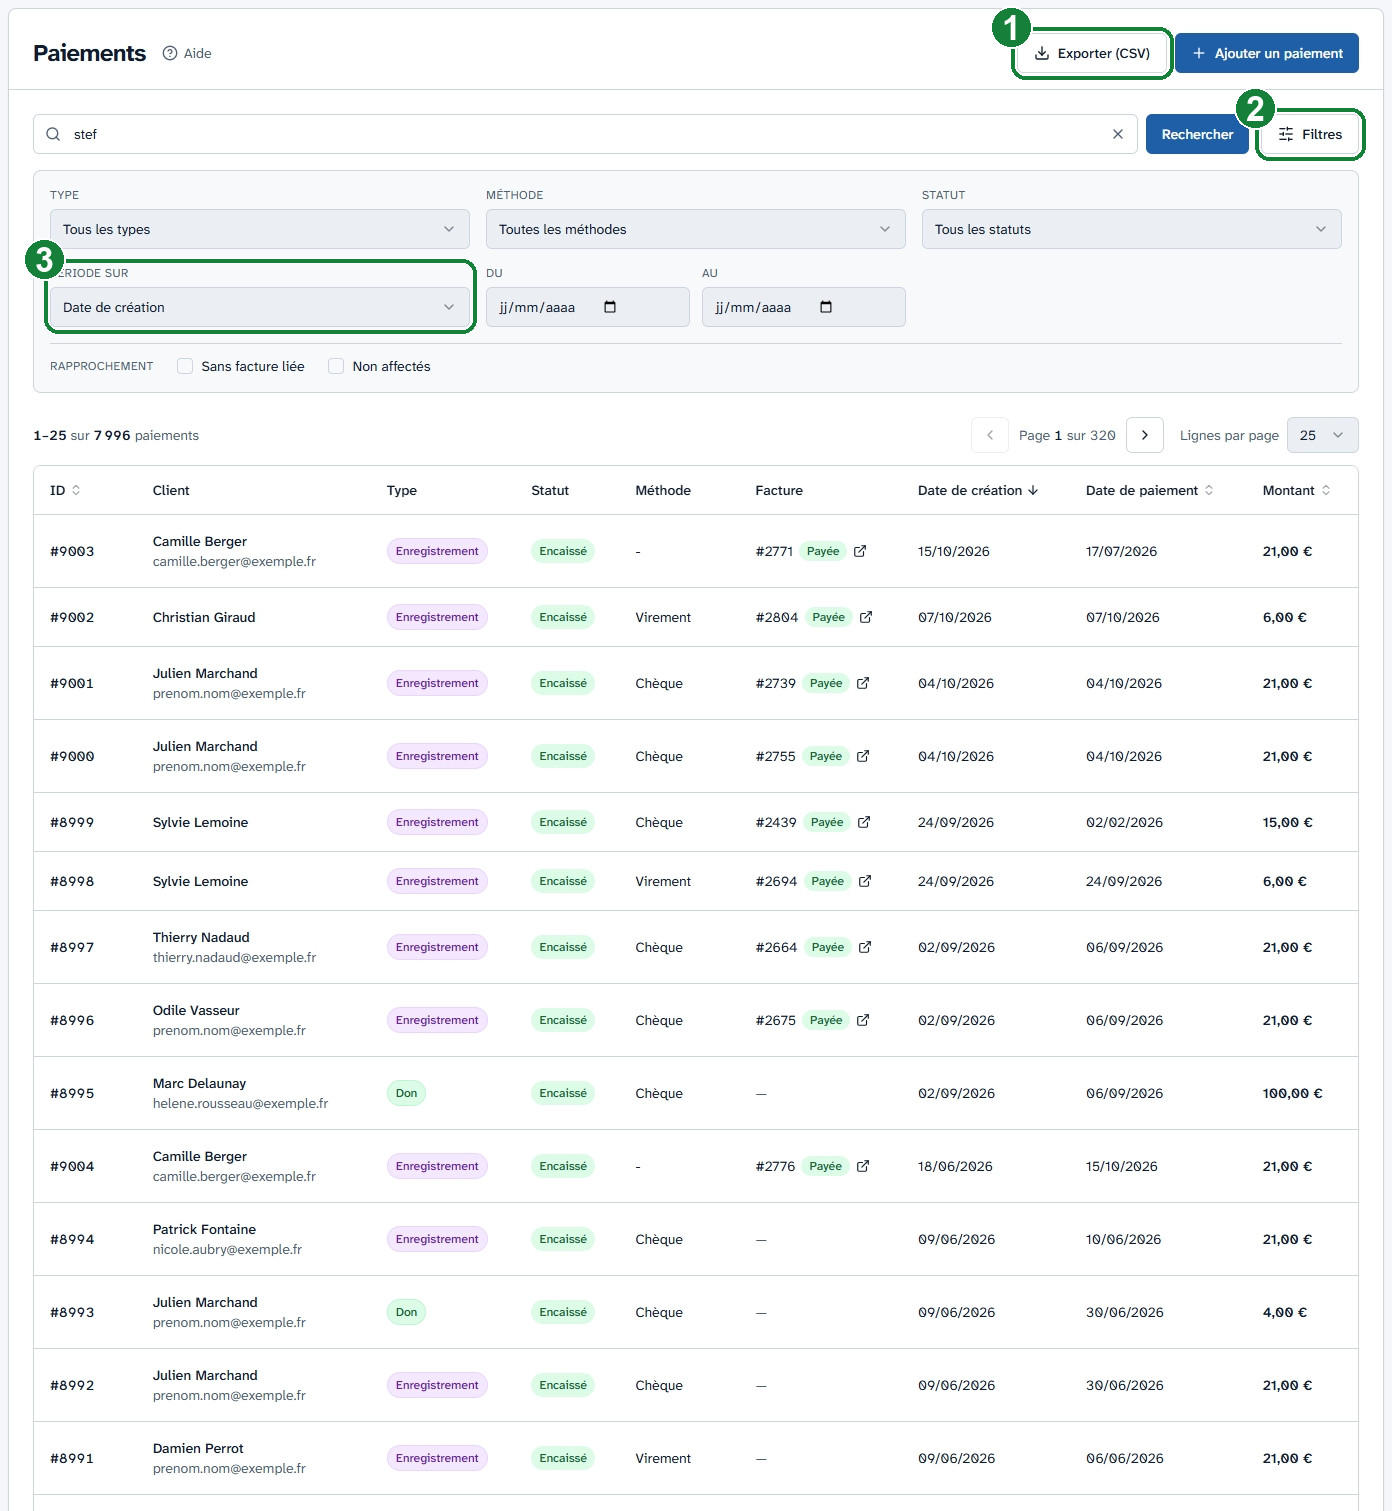 Paiements Aide
1 Exporter (CSV) Ajouter un paiement
stef Rechercher 2 Filtres
TYPE MÉTHODE STATUT
Tous les types Toutes les méthodes Tous les statuts
3 ÉRIODE SUR DU AU
Date de création jj/mm/aaaa jj/mm/aaaa
RAPPROCHEMENT Sans facture liée Non affectés
1–25 sur 7 996 paiements Page 1 sur 320 Lignes par page 25
ID Client Type Statut Méthode Facture Date de création Date de paiement Montant
#9003 Camille Berger Enregistrement Encaissé - #2771 Payée 15/10/2026 17/07/2026 21,00 €
camille.berger@exemple.fr
#9002 Christian Giraud Enregistrement Encaissé Virement #2804 Payée 07/10/2026 07/10/2026 6,00 €
#9001 Julien Marchand Enregistrement Encaissé Chèque #2739 Payée 04/10/2026 04/10/2026 21,00 €
prenom.nom@exemple.fr
#9000 Julien Marchand Enregistrement Encaissé Chèque #2755 Payée 04/10/2026 04/10/2026 21,00 €
prenom.nom@exemple.fr
#8999 Sylvie Lemoine Enregistrement Encaissé Chèque #2439 Payée 24/09/2026 02/02/2026 15,00 €
#8998 Sylvie Lemoine Enregistrement Encaissé Virement #2694 Payée 24/09/2026 24/09/2026 6,00 €
#8997 Thierry Nadaud Enregistrement Encaissé Chèque #2664 Payée 02/09/2026 06/09/2026 21,00 €
thierry.nadaud@exemple.fr
#8996 Odile Vasseur Enregistrement Encaissé Chèque #2675 Payée 02/09/2026 06/09/2026 21,00 €
prenom.nom@exemple.fr
#8995 Marc Delaunay Don Encaissé Chèque — 02/09/2026 06/09/2026 100,00 €
helene.rousseau@exemple.fr
#9004 Camille Berger Enregistrement Encaissé - #2776 Payée 18/06/2026 15/10/2026 21,00 €
camille.berger@exemple.fr
#8994 Patrick Fontaine Enregistrement Encaissé Chèque — 09/06/2026 10/06/2026 21,00 €
nicole.aubry@exemple.fr
#8993 Julien Marchand Don Encaissé Chèque — 09/06/2026 30/06/2026 4,00 €
prenom.nom@exemple.fr
#8992 Julien Marchand Enregistrement Encaissé Chèque — 09/06/2026 30/06/2026 21,00 €
prenom.nom@exemple.fr
#8991 Damien Perrot Enregistrement Encaissé Virement — 09/06/2026 06/06/2026 21,00 €
prenom.nom@exemple.fr